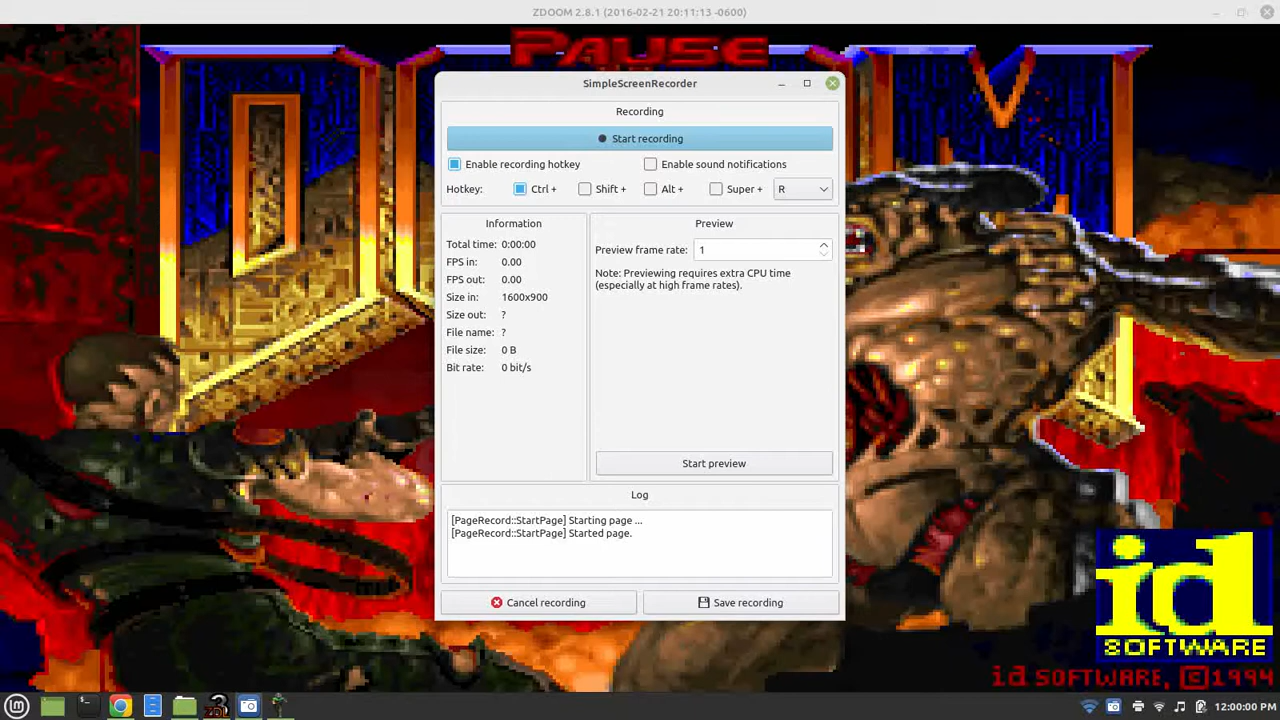 ZDOOM 2.8.1 (2016-02-21 20:11:13 -0600)
PAUSE
SimpleScreenRecorder
Recording
Start recording
Enable recording hotkey
Enable sound notifications
Hotkey:
Ctrl +
Shift +
Alt +
Super +
R
Information
Total time: 0:00:00
FPS in: 0.00
FPS out: 0.00
Size in: 1600x900
Size out: ?
File name: ?
File size: 0 B
Bit rate: 0 bit/s
Preview
Preview frame rate: 1
Note: Previewing requires extra CPU time
(especially at high frame rates).
Start preview
Log
[PageRecord::StartPage] Starting page ...
[PageRecord::StartPage] Started page.
Cancel recording
Save recording
id
SOFTWARE
id SOFTWARE, ©1994
12:00:00 PM